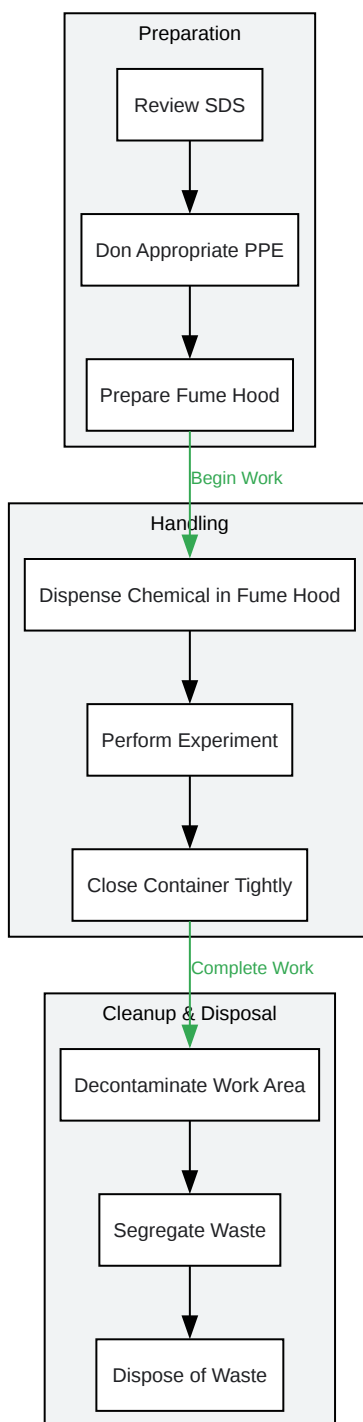 Preparation
Review SDS
Don Appropriate PPE
Prepare Fume Hood
Begin Work
Handling
Dispense Chemical in Fume Hood
Perform Experiment
Close Container Tightly
Complete Work
Cleanup & Disposal
Decontaminate Work Area
Segregate Waste
Dispose of Waste